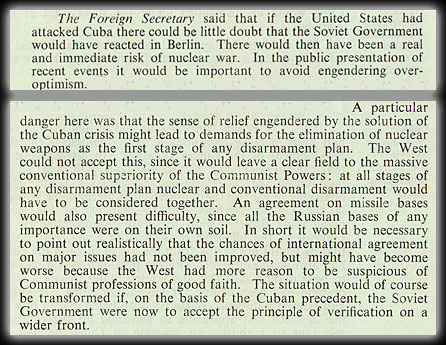 The Foreign Secretary said that if the United States had
attacked Cuba there could be little doubt that the Soviet Government
would have reacted in Berlin. There would then have been a real
and immediate risk of nuclear war. In the public presentation of
recent events it would be important to avoid engendering over-
optimism.
A particular
danger here was that the sense of relief engendered by the solution of
the Cuban crisis might lead to demands for the elimination of nuclear
weapons as the first stage of any disarmament plan. The West
could not accept this, since it would leave a clear field to the massive
conventional superiority of the Communist Powers: at all stages of
any disarmament plan nuclear and conventional disarmament would
have to be considered together. An agreement on missile bases
would also present difficulty, since all the Russian bases of any
importance were on their own soil. In short it would be necessary
to point out realistically that the chances of international agreement
on major issues had not been improved, but might have become
worse because the West had more reason to be suspicious of
Communist professions of good faith. The situation would of course
be transformed if, on the basis of the Cuban precedent, the Soviet
Government were now to accept the principle of verification on a
wider front.